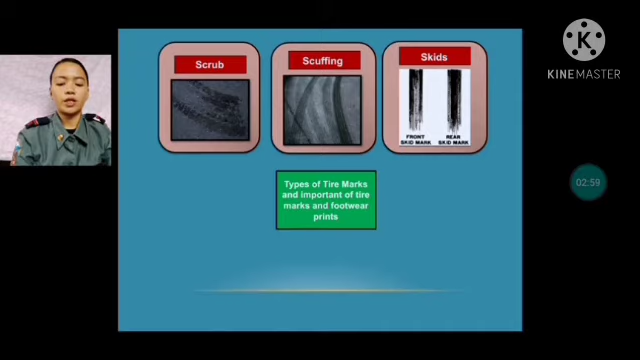 Scrub
Scuffing
Skids
FRONT
SKID MARK
REAR
SKID MARK
Types of Tire Marks
and important of tire
marks and footwear
prints
KINEMASTER
02:59